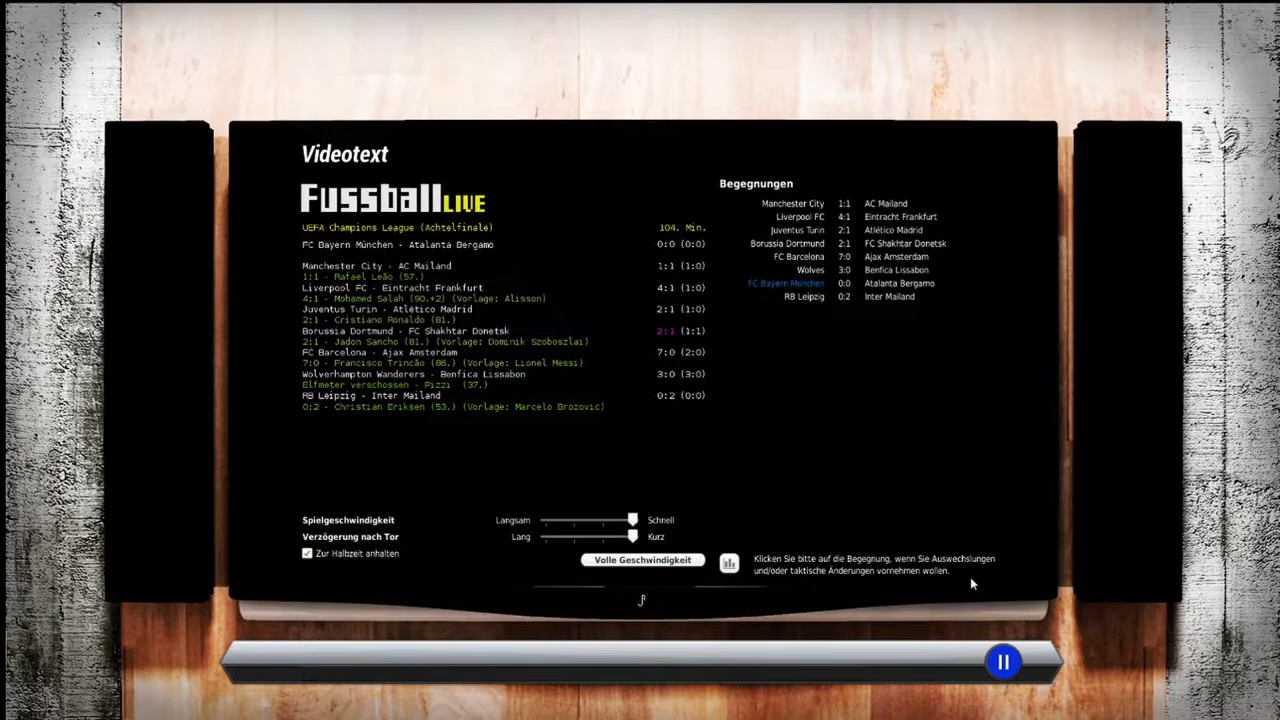 Videotext
Fussball LIVE
UEFA Champions League (Achtelfinale) 104. Min.
FC Bayern München - Atalanta Bergamo 0:0 (0:0)
Manchester City - AC Mailand 1:1 (1:0)
1:1 - Rafael Leão (57.)
Liverpool FC - Eintracht Frankfurt 4:1 (1:0)
4:1 - Mohamed Salah (90.+2) (Vorlage: Alisson)
Juventus Turin - Atlético Madrid 2:1 (1:0)
2:1 - Cristiano Ronaldo (81.)
Borussia Dortmund - FC Shakhtar Donetsk 2:1 (1:1)
2:1 - Jadon Sancho (81.) (Vorlage: Dominik Szoboszlai)
FC Barcelona - Ajax Amsterdam 7:0 (2:0)
7:0 - Francisco Trincão (86.) (Vorlage: Lionel Messi)
Wolverhampton Wanderers - Benfica Lissabon 3:0 (3:0)
Elfmeter verschossen - Pizzi (37.)
RB Leipzig - Inter Mailand 0:2 (0:0)
0:2 - Christian Eriksen (53.) (Vorlage: Marcelo Brozovic)
Begegnungen
Manchester City 1:1 AC Mailand
Liverpool FC 4:1 Eintracht Frankfurt
Juventus Turin 2:1 Atlético Madrid
Borussia Dortmund 2:1 FC Shakhtar Donetsk
FC Barcelona 7:0 Ajax Amsterdam
Wolves 3:0 Benfica Lissabon
FC Bayern München 0:0 Atalanta Bergamo
RB Leipzig 0:2 Inter Mailand
Spielgeschwindigkeit Langsam Schnell
Verzögerung nach Tor Lang Kurz
Zur Halbzeit anhalten
Volle Geschwindigkeit
Klicken Sie bitte auf die Begegnung, wenn Sie Auswechslungen
und/oder taktische Änderungen vornehmen wollen.